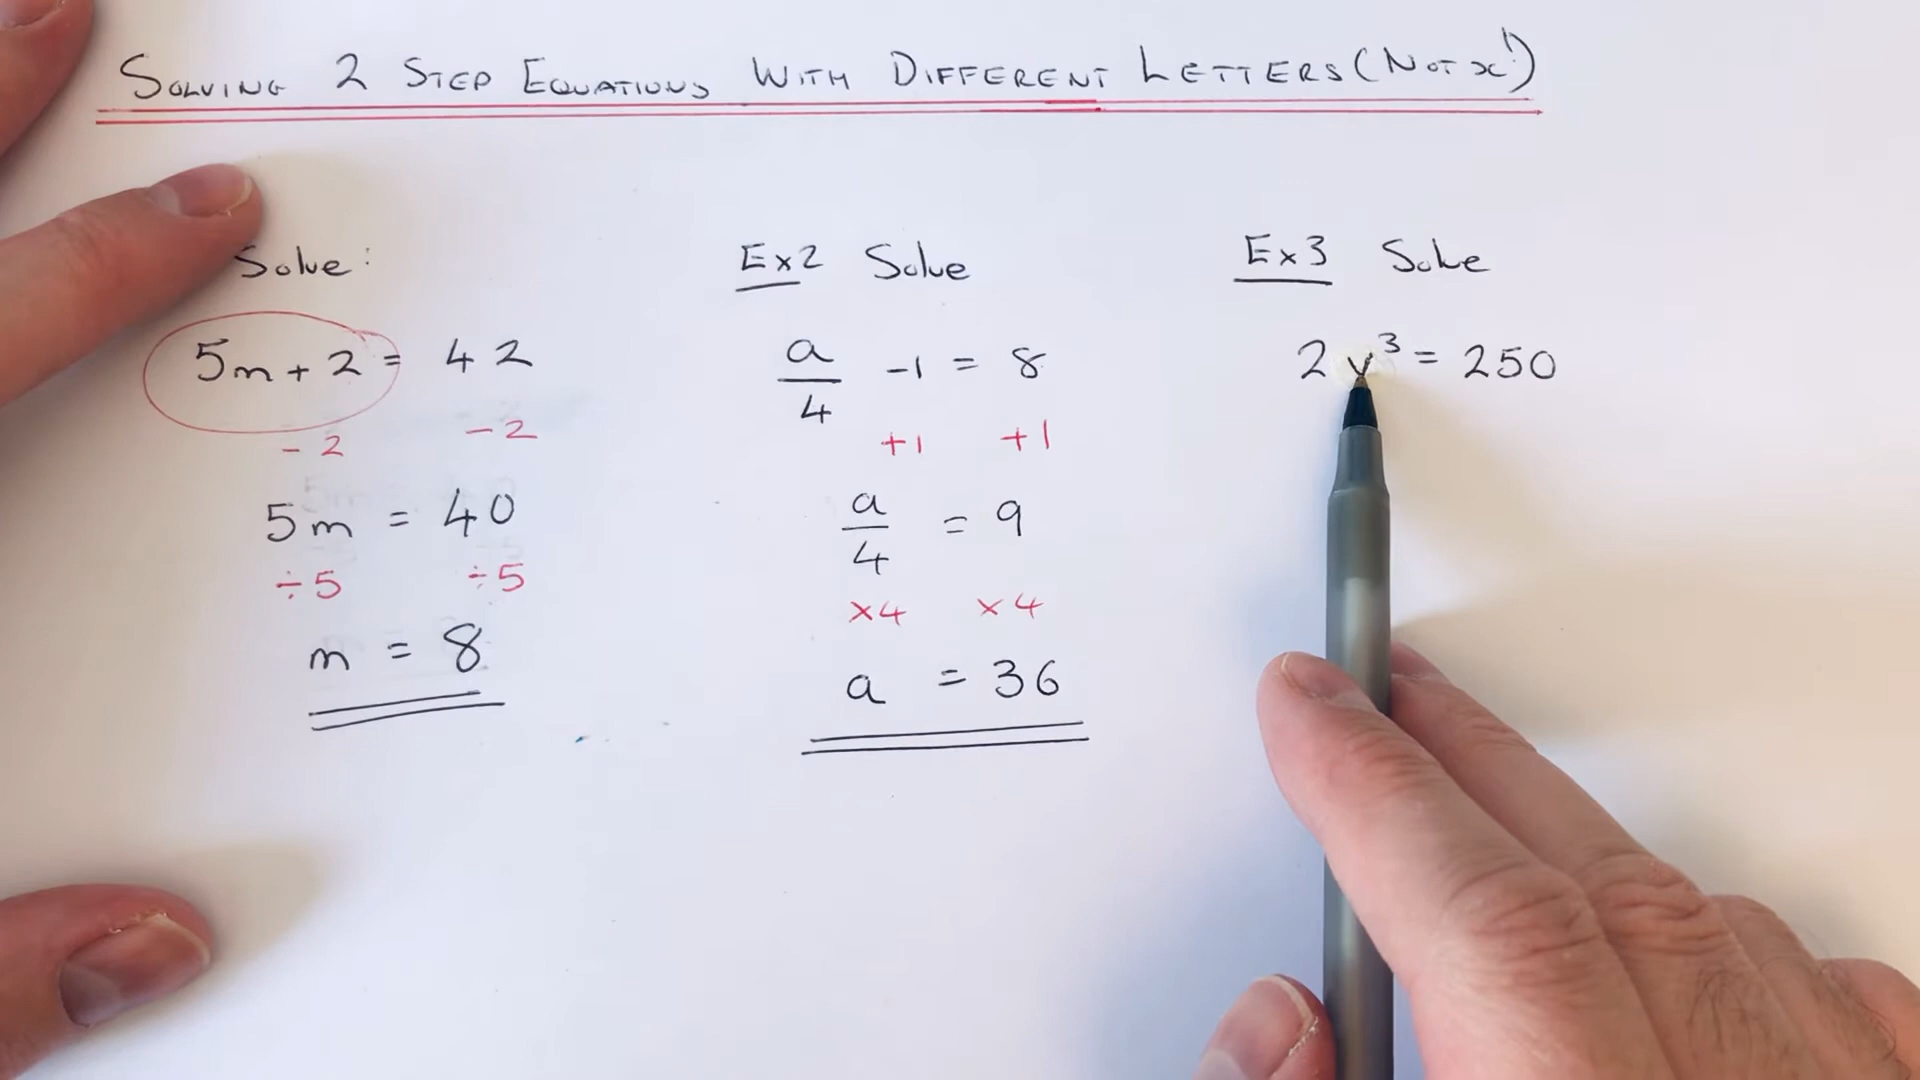 SOLVING 2 STEP EQUATIONS WITH DIFFERENT LETTERS (NOT x!)
Solve:
5m + 2 = 42
- 2 - 2
5m = 40
÷5 ÷5
m = 8
Ex2 Solve
a/4 - 1 = 8
+1 +1
a/4 = 9
×4 ×4
a = 36
Ex3 Solve
2v³ = 250